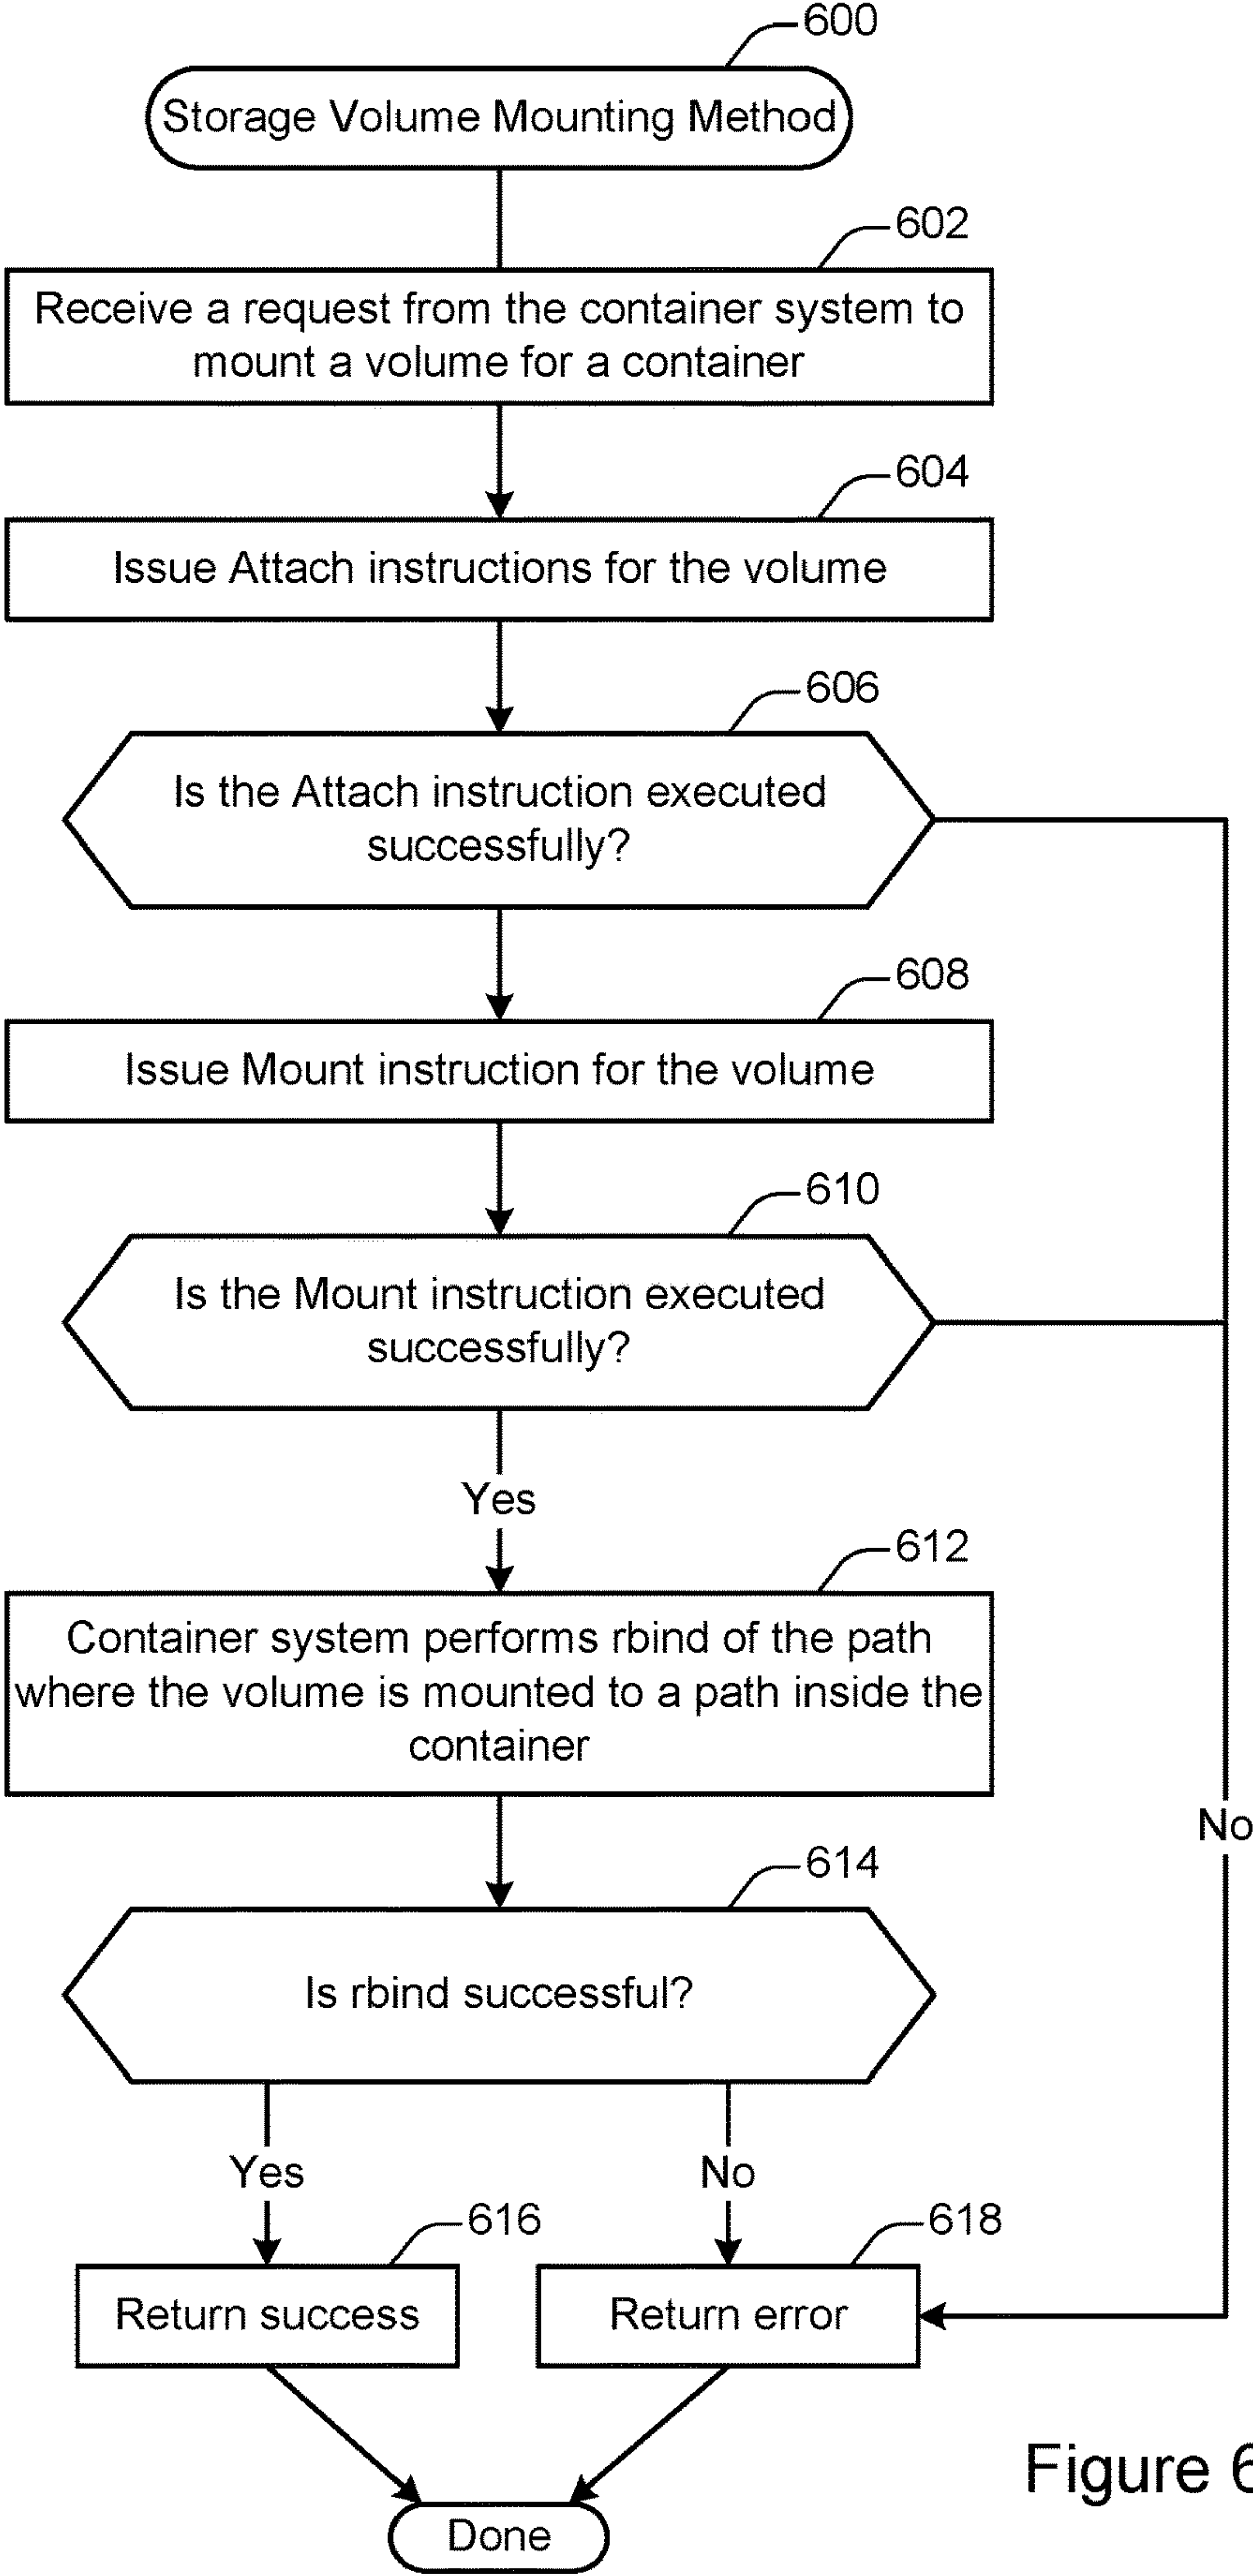 600
Storage Volume Mounting Method
602
Receive a request from the container system to
mount a volume for a container
604
Issue Attach instructions for the volume
606
Is the Attach instruction executed
successfully?
608
Issue Mount instruction for the volume
610
Is the Mount instruction executed
successfully?
Yes
612
Container system performs rbind of the path
where the volume is mounted to a path inside the
container
No
614
Is rbind successful?
Yes
No
616
618
Return success
Return error
Figure 6
Done